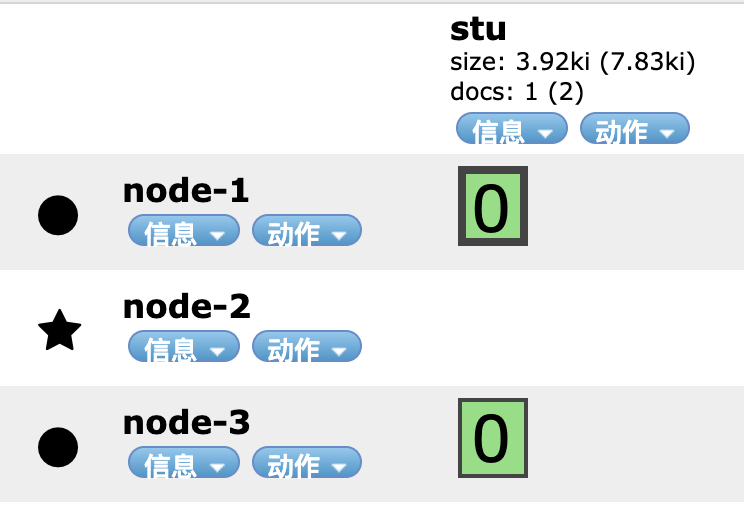 stu
size: 3.92ki (7.83ki)
docs: 1 (2)
信息 动作
node-1
信息 动作
0
node-2
信息 动作
node-3
信息 动作
0